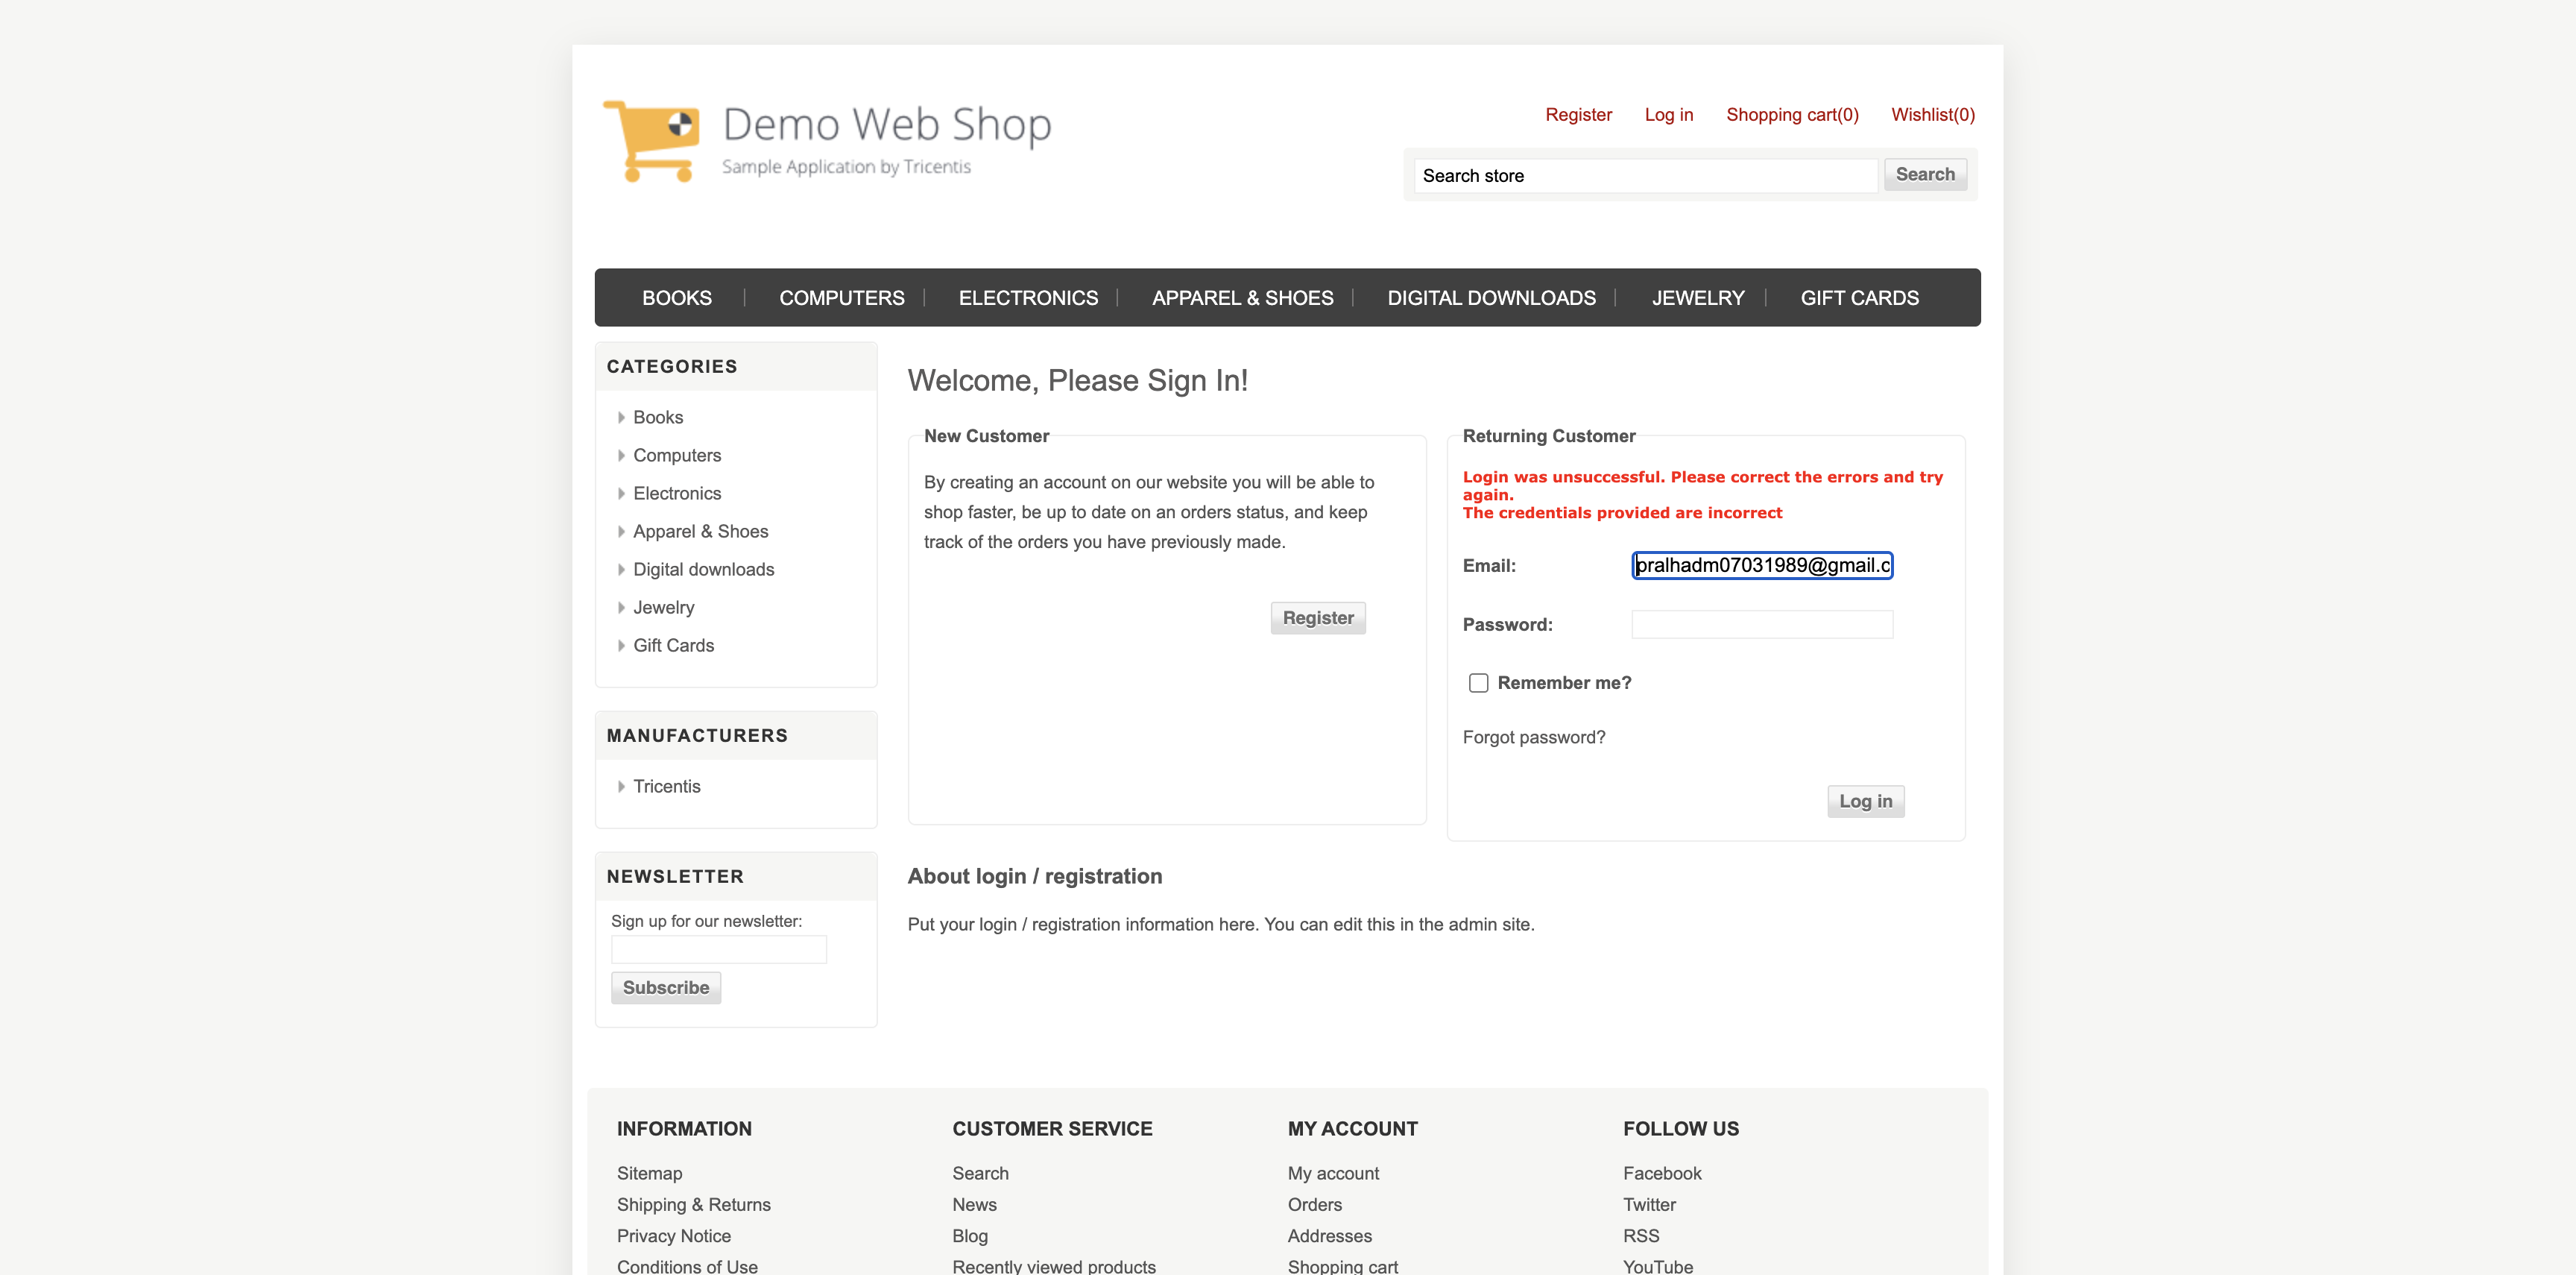 Demo Web Shop
Sample Application by Tricentis
Register Log in Shopping cart(0) Wishlist(0)
Search store Search
BOOKS COMPUTERS ELECTRONICS APPAREL & SHOES DIGITAL DOWNLOADS JEWELRY GIFT CARDS
CATEGORIES
Books
Computers
Electronics
Apparel & Shoes
Digital downloads
Jewelry
Gift Cards
MANUFACTURERS
Tricentis
NEWSLETTER
Sign up for our newsletter:
Subscribe
Welcome, Please Sign In!
New Customer
By creating an account on our website you will be able to
shop faster, be up to date on an orders status, and keep
track of the orders you have previously made.
Register
Returning Customer
Login was unsuccessful. Please correct the errors and try
again.
The credentials provided are incorrect
Email: pralhadm07031989@gmail.c
Password:
Remember me?
Forgot password?
Log in
About login / registration
Put your login / registration information here. You can edit this in the admin site.
INFORMATION
Sitemap
Shipping & Returns
Privacy Notice
Conditions of Use
CUSTOMER SERVICE
Search
News
Blog
Recently viewed products
MY ACCOUNT
My account
Orders
Addresses
Shopping cart
FOLLOW US
Facebook
Twitter
RSS
YouTube